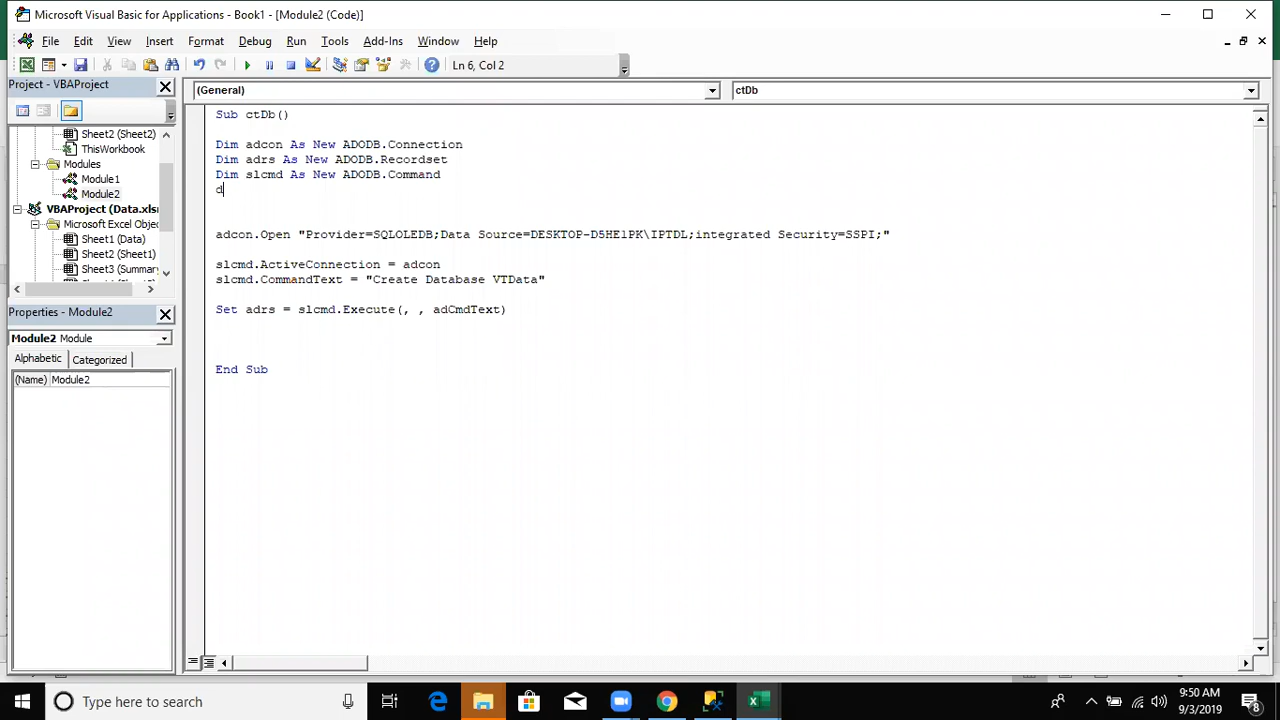 Microsoft Visual Basic for Applications - Book1 - [Module2 (Code)]
File Edit View Insert Format Debug Run Tools Add-Ins Window Help
Ln 6, Col 2
Project - VBAProject
(General)
ctDb
Sheet2 (Sheet2)
ThisWorkbook
Modules
Module1
Module2
VBAProject (Data.xlsm
Microsoft Excel Objec
Sheet1 (Data)
Sheet2 (Sheet1)
Sheet3 (Summar
Properties - Module2
Module2 Module
Alphabetic Categorized
(Name) Module2
Sub ctDb()
Dim adcon As New ADODB.Connection
Dim adrs As New ADODB.Recordset
Dim slcmd As New ADODB.Command
d
adcon.Open "Provider=SQLOLEDB;Data Source=DESKTOP-D5HE1PK\IPTDL;integrated Security=SSPI;"
slcmd.ActiveConnection = adcon
slcmd.CommandText = "Create Database VTData"
Set adrs = slcmd.Execute(, , adCmdText)
End Sub
Type here to search
9:50 AM
9/3/2019
8